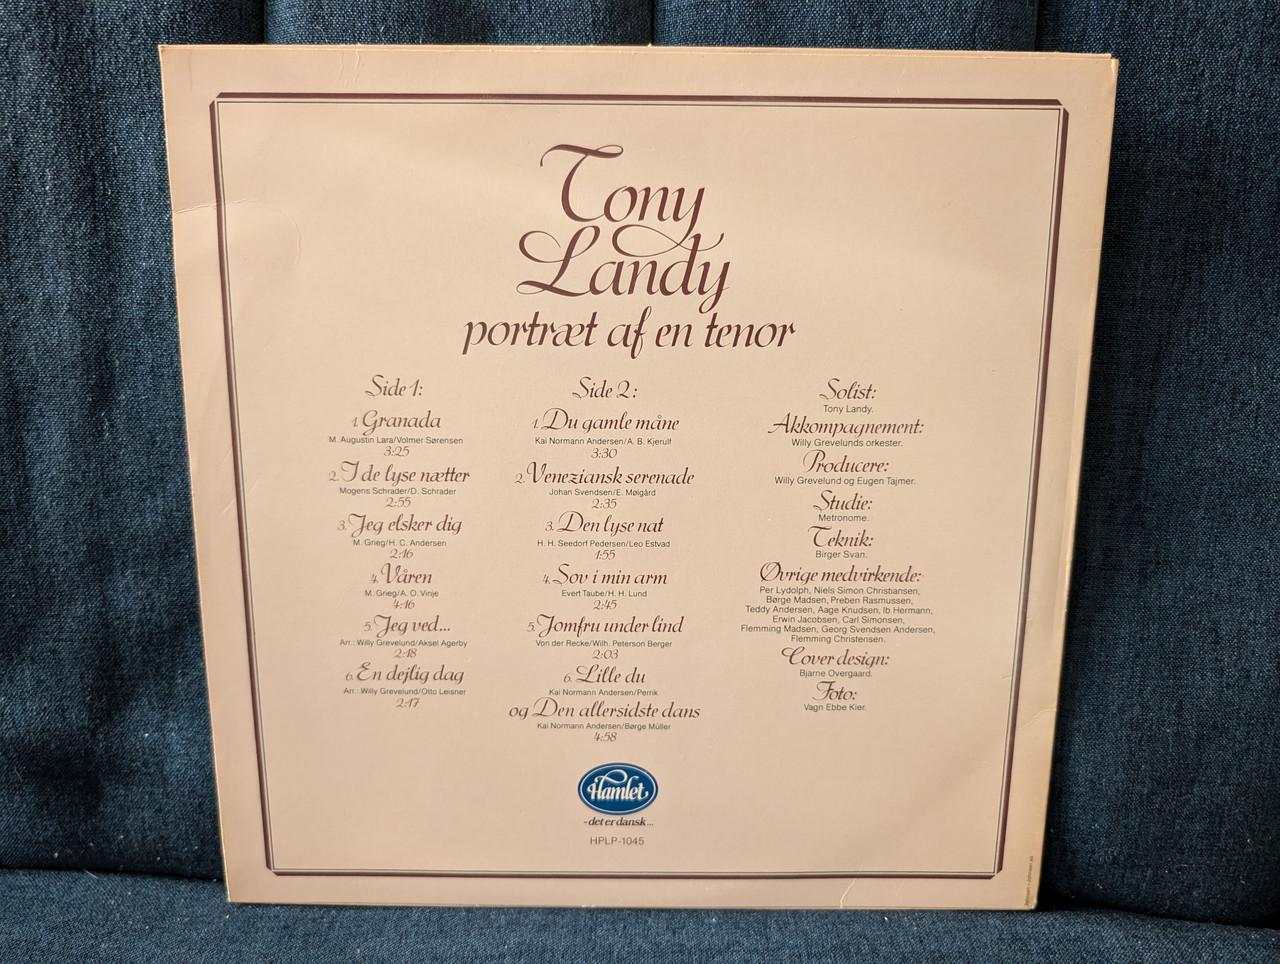 Tony
Landy
portræt af en tenor
Side 1:
1. Granada
M. Augustin Lara/Volmer Sørensen
3:25
2. I de lyse nætter
Mogens Schrader/D. Schrader
2:55
3. Jeg elsker dig
M. Grieg/H. C. Andersen
2:16
4. Våren
M. Grieg/A. O. Vinje
4:16
5. Jeg ved...
Arr.: Willy Grevelund/Aksel Agerby
2:18
6. En dejlig dag
Arr.: Willy Grevelund/Otto Leisner
2:17
Side 2:
1. Du gamle måne
Kai Normann Andersen/A. B. Kjerulf
3:30
2. Veneziansk serenade
Johan Svendsen/E. Mølgård
2:35
3. Den lyse nat
H. H. Seedorf Pedersen/Leo Estvad
1:55
4. Sov i min arm
Evert Taube/H. H. Lund
2:45
5. Jomfru under lind
Von der Recke/Wilh. Peterson Berger
2:03
6. Lille du
Kai Normann Andersen/Perrik
og Den allersidste dans
Kai Normann Andersen/Børge Müller
4:58
Solist:
Tony Landy.
Akkompagnement:
Willy Grevelunds orkester.
Producere:
Willy Grevelund og Eugen Tajmer.
Studie:
Metronome.
Teknik:
Birger Svan.
Øvrige medvirkende:
Per Lydolph, Niels Simon Christiansen,
Børge Madsen, Preben Rasmussen,
Teddy Andersen, Aage Knudsen, Ib Hermann,
Erwin Jacobsen, Carl Simonsen,
Flemming Madsen, Georg Svendsen Andersen,
Flemming Christensen.
Cover design:
Bjarne Overgaard.
Foto:
Vagn Ebbe Kier.
Hamlet
- det er dansk...
HPLP-1045